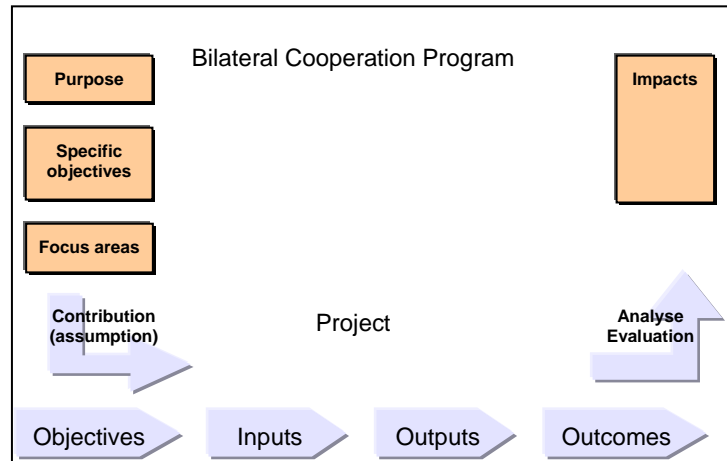 Bilateral Cooperation Program
Purpose
Impacts
Specific
objectives
Focus areas
Contribution
(assumption)
Project
Analyse
Evaluation
Objectives
Inputs
Outputs
Outcomes